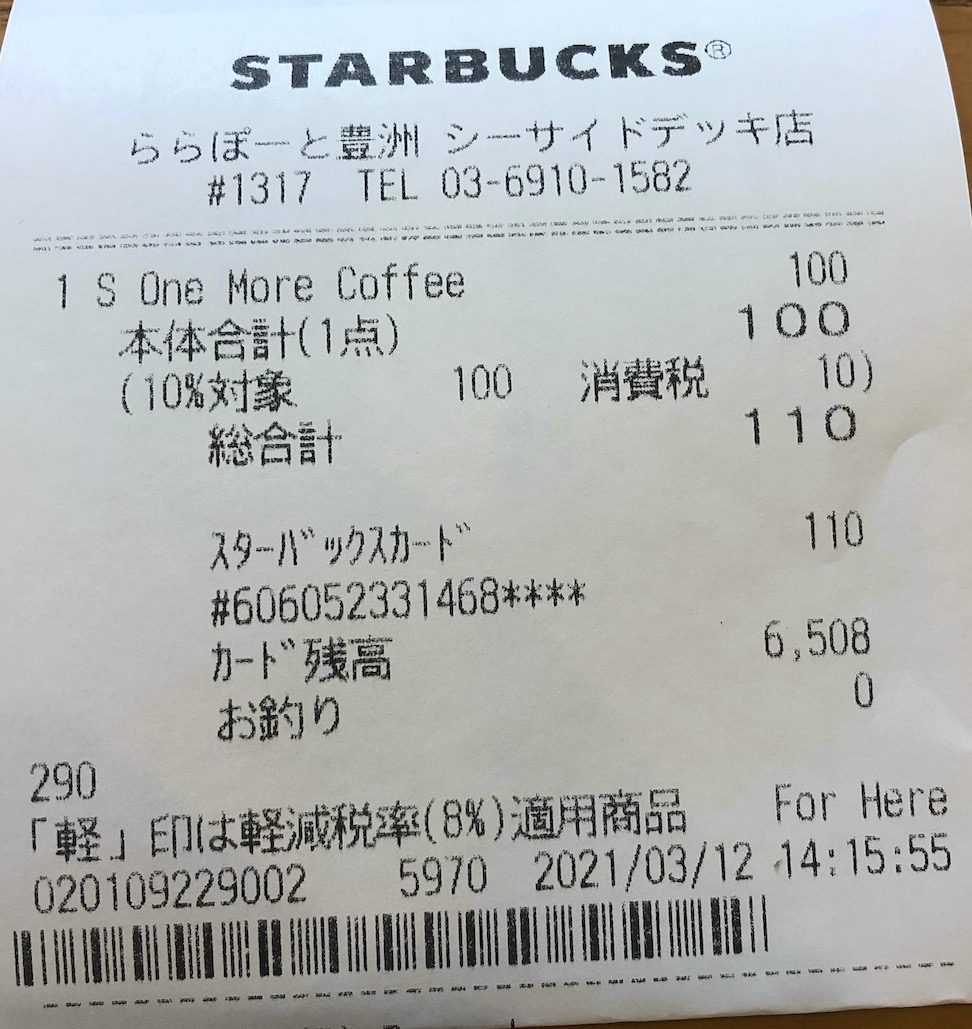 STARBUCKS®
ららぽーと豊洲 シーサイドデッキ店
#1317 TEL 03-6910-1582
1 S One More Coffee 100
本体合計(1点) 100
(10%対象 100 消費税 10)
総合計 110
スターバックスカード 110
#606052331468****
カード残高 6,508
お釣り 0
290
「軽」印は軽減税率(8%)適用商品 For Here
020109229002 5970 2021/03/12 14:15:55